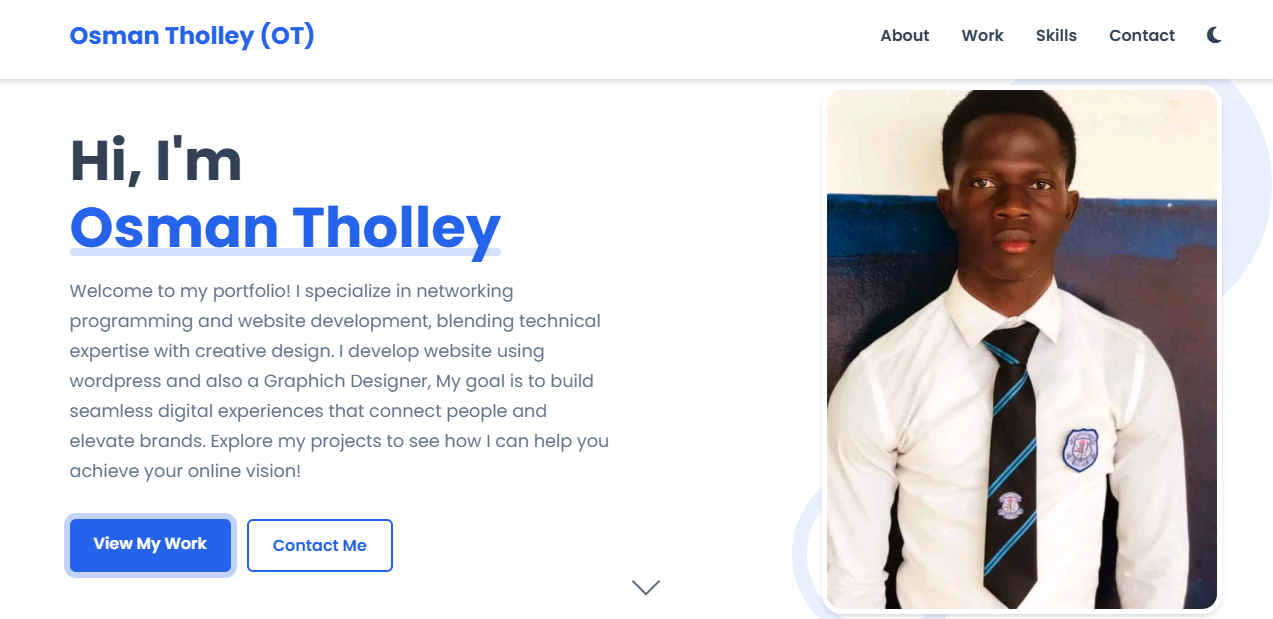 Osman Tholley (OT)
About Work Skills Contact
Hi, I'm
Osman Tholley
Welcome to my portfolio! I specialize in networking
programming and website development, blending technical
expertise with creative design. I develop website using
wordpress and also a Graphich Designer, My goal is to build
seamless digital experiences that connect people and
elevate brands. Explore my projects to see how I can help you
achieve your online vision!
View My Work Contact Me